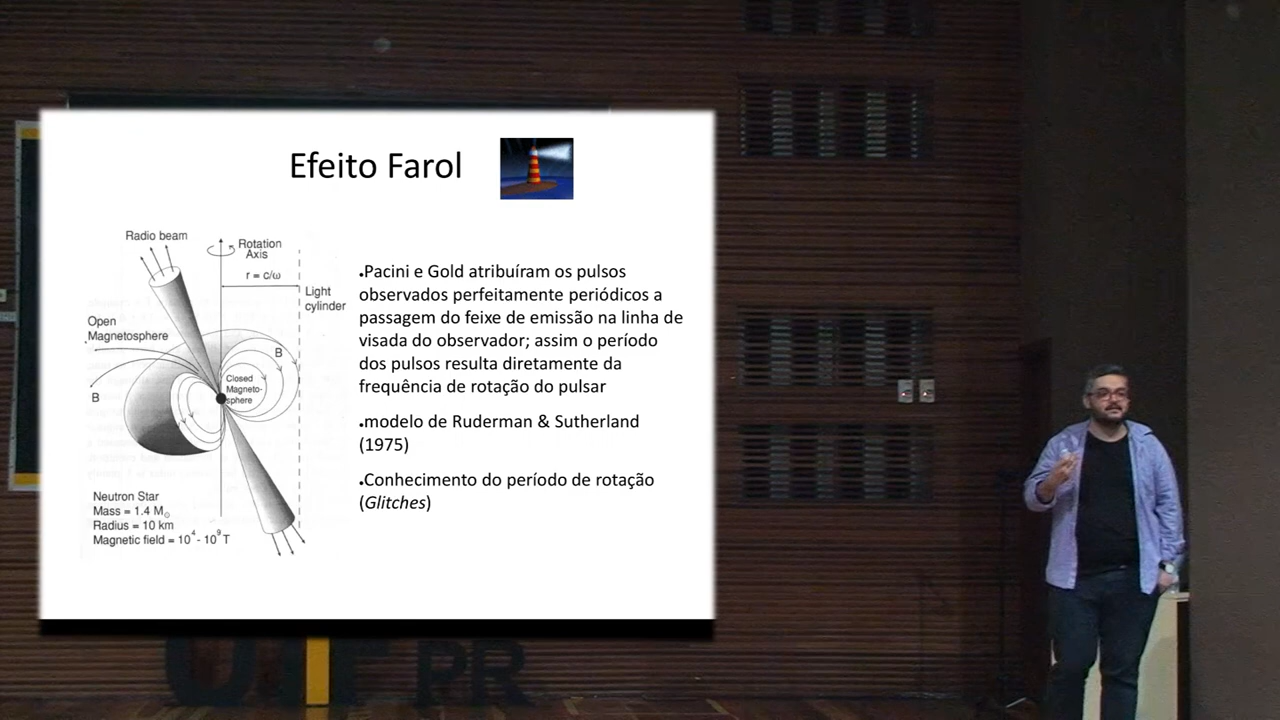 Efeito Farol
Radio beam
Rotation
Axis
r = c/ω
Light
cylinder
Open
Magnetosphere
B
Closed
Magneto-
sphere
B
Neutron Star
Mass = 1.4 M☉
Radius = 10 km
Magnetic field = 10⁴ - 10⁹ T
•Pacini e Gold atribuíram os pulsos
observados perfeitamente periódicos a
passagem do feixe de emissão na linha de
visada do observador; assim o período
dos pulsos resulta diretamente da
frequência de rotação do pulsar
•modelo de Ruderman & Sutherland
(1975)
•Conhecimento do período de rotação
(Glitches)
UTF PR